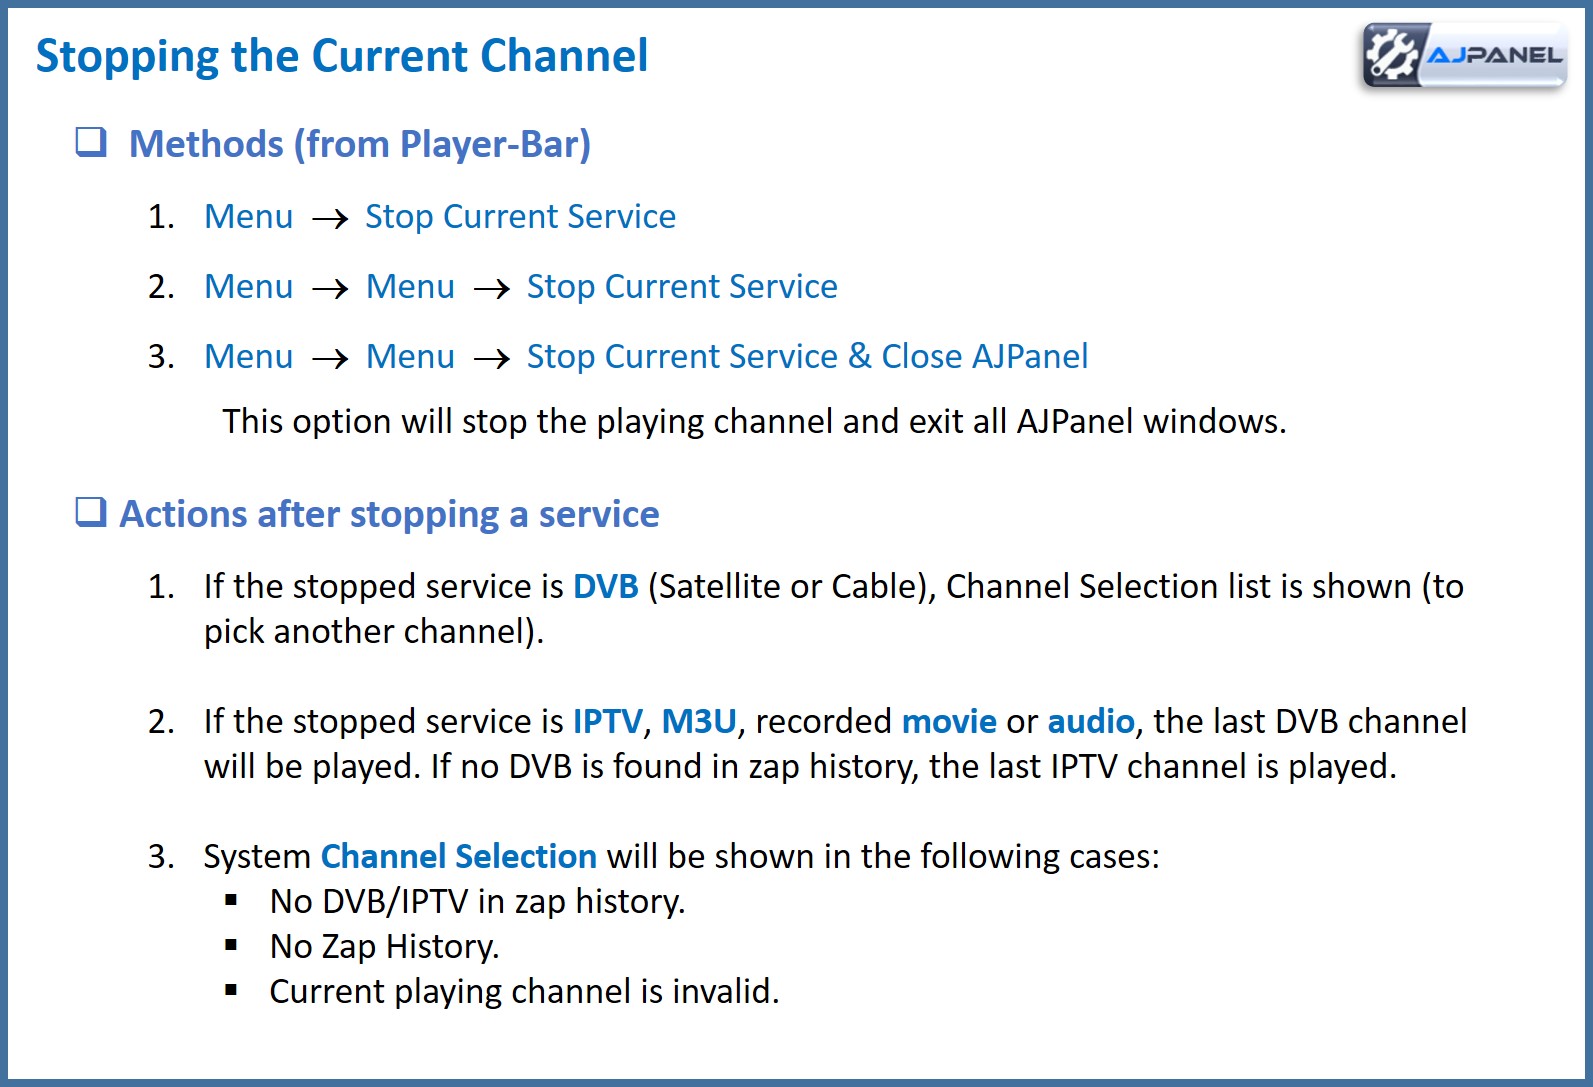 Stopping the Current Channel
AJPANEL
❑ Methods (from Player-Bar)
1. Menu → Stop Current Service
2. Menu → Menu → Stop Current Service
3. Menu → Menu → Stop Current Service & Close AJPanel
This option will stop the playing channel and exit all AJPanel windows.
❑ Actions after stopping a service
1. If the stopped service is DVB (Satellite or Cable), Channel Selection list is shown (to
pick another channel).
2. If the stopped service is IPTV, M3U, recorded movie or audio, the last DVB channel
will be played. If no DVB is found in zap history, the last IPTV channel is played.
3. System Channel Selection will be shown in the following cases:
▪ No DVB/IPTV in zap history.
▪ No Zap History.
▪ Current playing channel is invalid.